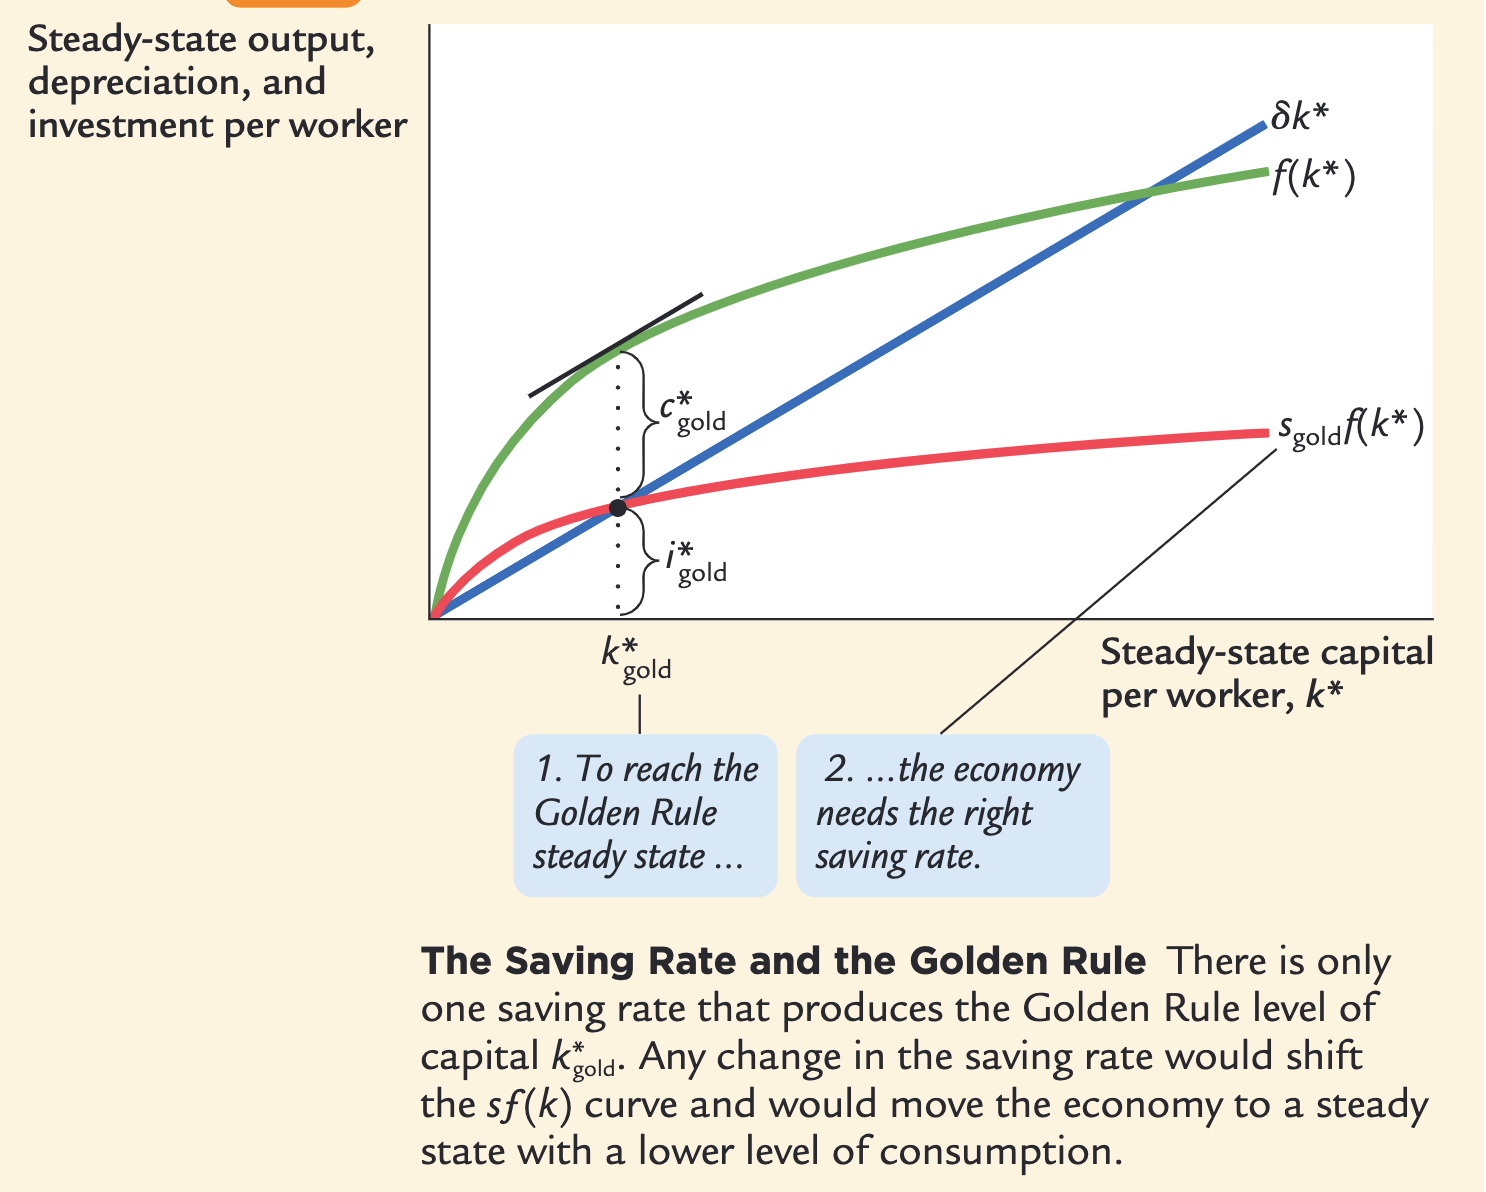 Steady-state output,
depreciation, and
investment per worker
δk*
f(k*)
c*gold
sgoldf(k*)
i*gold
k*gold
Steady-state capital
per worker, k*
1. To reach the
Golden Rule
steady state ...
2. ...the economy
needs the right
saving rate.
The Saving Rate and the Golden Rule There is only
one saving rate that produces the Golden Rule level of
capital k*gold. Any change in the saving rate would shift
the sf(k) curve and would move the economy to a steady
state with a lower level of consumption.